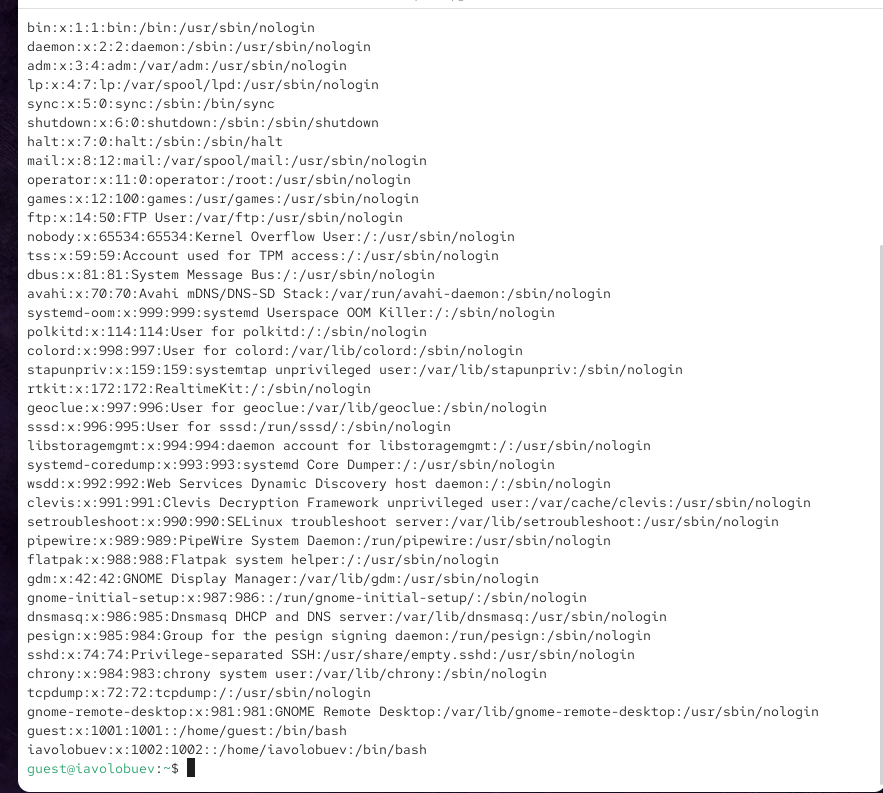 bin:x:1:1:bin:/bin:/usr/sbin/nologin
daemon:x:2:2:daemon:/sbin:/usr/sbin/nologin
adm:x:3:4:adm:/var/adm:/usr/sbin/nologin
lp:x:4:7:lp:/var/spool/lpd:/usr/sbin/nologin
sync:x:5:0:sync:/sbin:/bin/sync
shutdown:x:6:0:shutdown:/sbin:/sbin/shutdown
halt:x:7:0:halt:/sbin:/sbin/halt
mail:x:8:12:mail:/var/spool/mail:/usr/sbin/nologin
operator:x:11:0:operator:/root:/usr/sbin/nologin
games:x:12:100:games:/usr/games:/usr/sbin/nologin
ftp:x:14:50:FTP User:/var/ftp:/usr/sbin/nologin
nobody:x:65534:65534:Kernel Overflow User:/:/usr/sbin/nologin
tss:x:59:59:Account used for TPM access:/:/usr/sbin/nologin
dbus:x:81:81:System Message Bus:/:/usr/sbin/nologin
avahi:x:70:70:Avahi mDNS/DNS-SD Stack:/var/run/avahi-daemon:/sbin/nologin
systemd-oom:x:999:999:systemd Userspace OOM Killer:/:/sbin/nologin
polkitd:x:114:114:User for polkitd:/:/sbin/nologin
colord:x:998:997:User for colord:/var/lib/colord:/sbin/nologin
stapunpriv:x:159:159:systemtap unprivileged user:/var/lib/stapunpriv:/sbin/nologin
rtkit:x:172:172:RealtimeKit:/:/sbin/nologin
geoclue:x:997:996:User for geoclue:/var/lib/geoclue:/sbin/nologin
sssd:x:996:995:User for sssd:/run/sssd/:/sbin/nologin
libstoragemgmt:x:994:994:daemon account for libstoragemgmt:/:/usr/sbin/nologin
systemd-coredump:x:993:993:systemd Core Dumper:/:/usr/sbin/nologin
wsdd:x:992:992:Web Services Dynamic Discovery host daemon:/:/sbin/nologin
clevis:x:991:991:Clevis Decryption Framework unprivileged user:/var/cache/clevis:/usr/sbin/nologin
setroubleshoot:x:990:990:SELinux troubleshoot server:/var/lib/setroubleshoot:/usr/sbin/nologin
pipewire:x:989:989:PipeWire System Daemon:/run/pipewire:/usr/sbin/nologin
flatpak:x:988:988:Flatpak system helper:/:/usr/sbin/nologin
gdm:x:42:42:GNOME Display Manager:/var/lib/gdm:/usr/sbin/nologin
gnome-initial-setup:x:987:986::/run/gnome-initial-setup/:/sbin/nologin
dnsmasq:x:986:985:Dnsmasq DHCP and DNS server:/var/lib/dnsmasq:/usr/sbin/nologin
pesign:x:985:984:Group for the pesign signing daemon:/run/pesign:/sbin/nologin
sshd:x:74:74:Privilege-separated SSH:/usr/share/empty.sshd:/usr/sbin/nologin
chrony:x:984:983:chrony system user:/var/lib/chrony:/sbin/nologin
tcpdump:x:72:72:tcpdump:/:/usr/sbin/nologin
gnome-remote-desktop:x:981:981:GNOME Remote Desktop:/var/lib/gnome-remote-desktop:/usr/sbin/nologin
guest:x:1001:1001::/home/guest:/bin/bash
iavolobuev:x:1002:1002::/home/iavolobuev:/bin/bash
guest@iavolobuev:~$